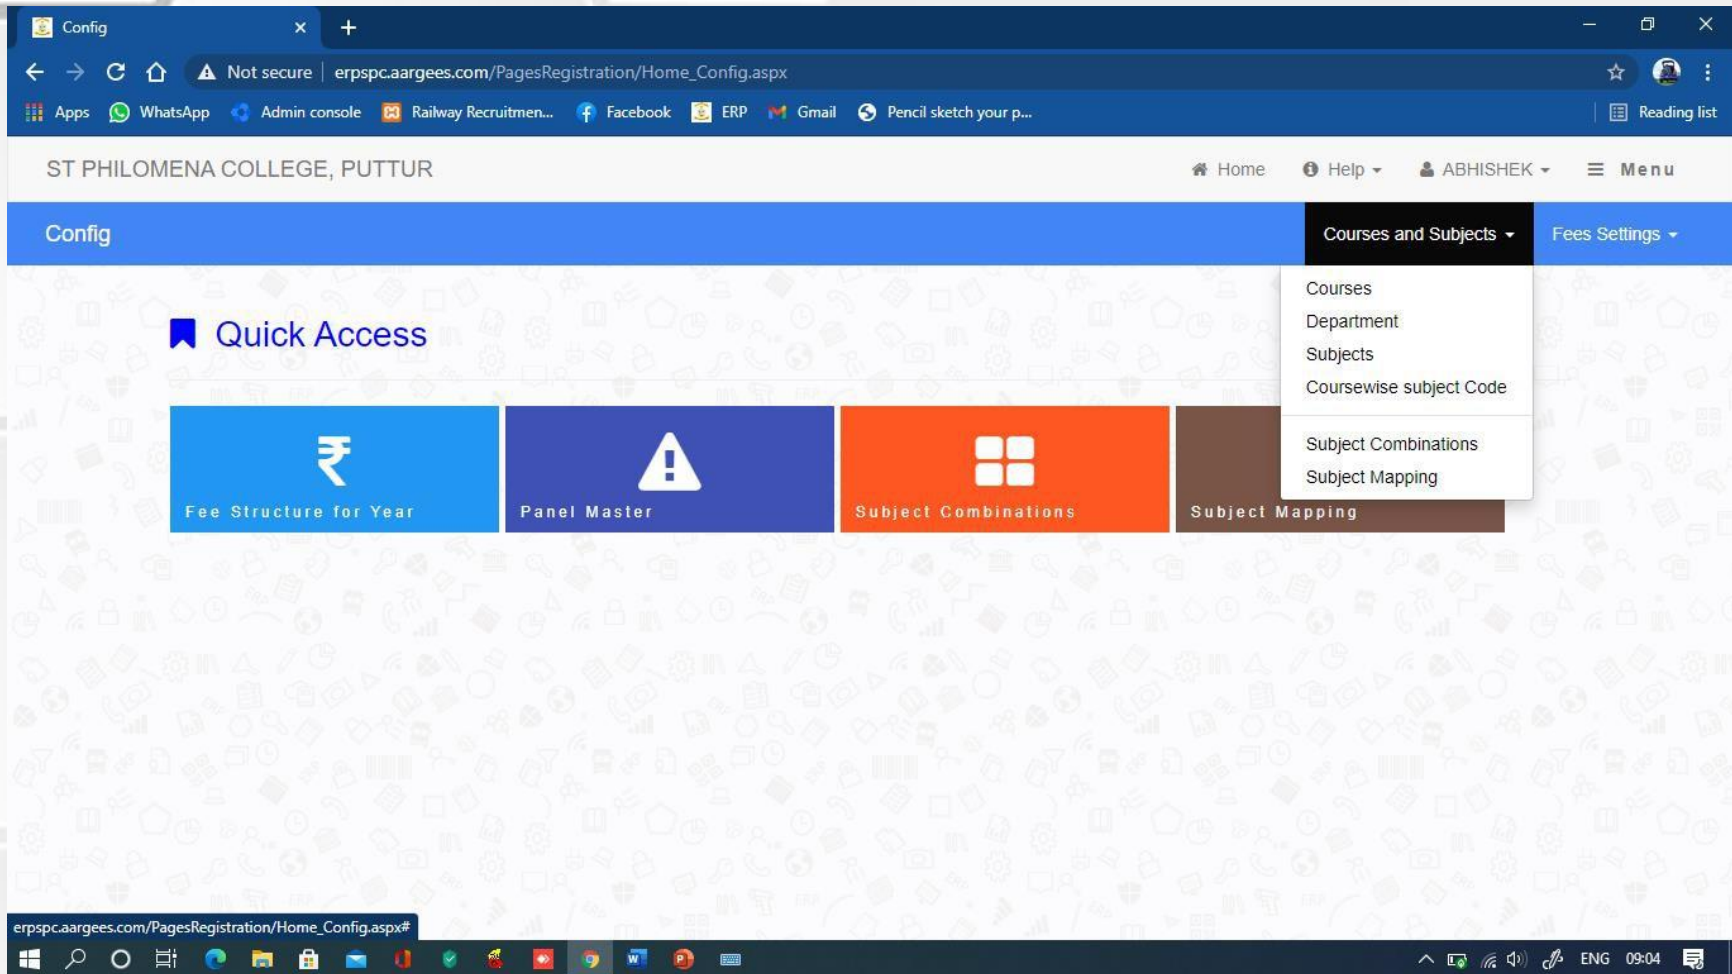 Config
Not secure | erpspc.aargees.com/PagesRegistration/Home_Config.aspx
Apps WhatsApp Admin console Railway Recruitmen... Facebook ERP Gmail Pencil sketch your p... Reading list
ST PHILOMENA COLLEGE, PUTTUR Home Help ABHISHEK Menu
Config Courses and Subjects Fees Settings
Courses
Department
Subjects
Coursewise subject Code
Subject Combinations
Subject Mapping
Quick Access
Fee Structure for Year Panel Master Subject Combinations Subject Mapping
erpspc.aargees.com/PagesRegistration/Home_Config.aspx#
ENG 09:04